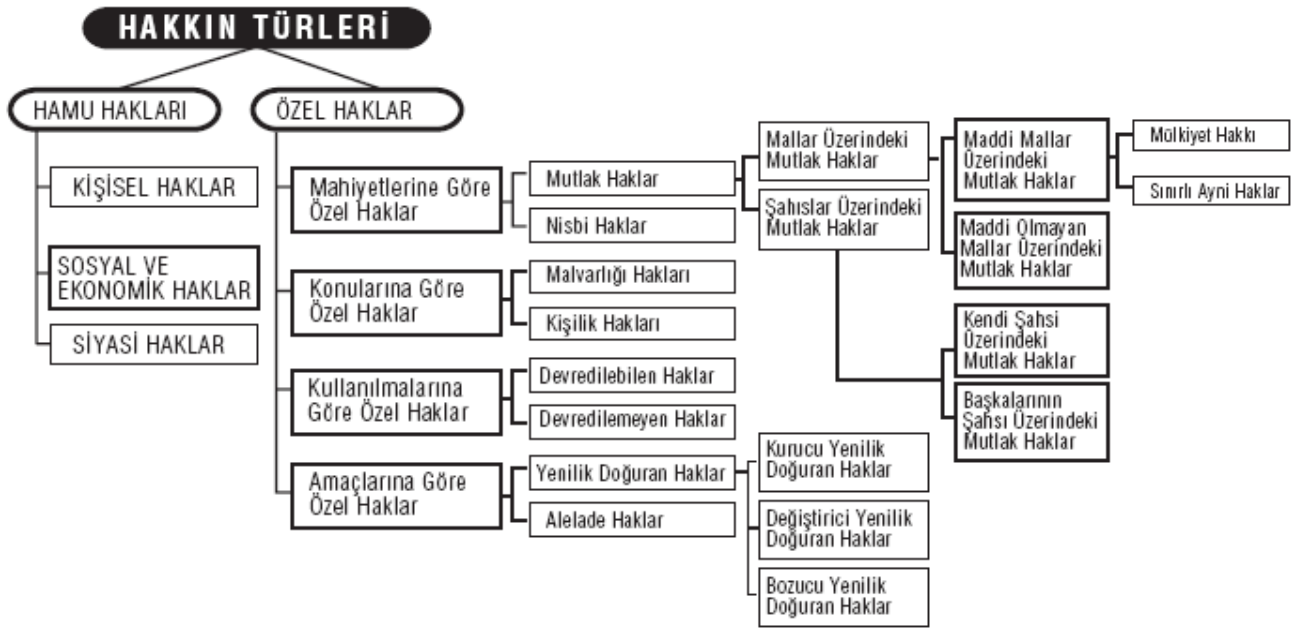 HAKKIN TÜRLERİ
HAMU HAKLARI
ÖZEL HAKLAR
KİŞİSEL HAKLAR
SOSYAL VE
EKONOMİK HAKLAR
SİYASİ HAKLAR
Mahiyetlerine Göre
Özel Haklar
Mutlak Haklar
Nisbi Haklar
Mallar Üzerindeki
Mutlak Haklar
Şahıslar Üzerindeki
Mutlak Haklar
Maddi Mallar
Üzerindeki
Mutlak Haklar
Maddi Olmayan
Mallar Üzerindeki
Mutlak Haklar
Mölkiyet Hakkı
Sınırlı Ayni Haklar
Kendi Şahsi
Üzerindeki
Mutlak Haklar
Başkalarının
Şahsı Üzerindeki
Mutlak Haklar
Konularına Göre
Özel Haklar
Malvarlığı Hakları
Kişilik Hakları
Kullanılmalarına
Göre Özel Haklar
Devredilebilen Haklar
Devredilemeyen Haklar
Amaçlarına Göre
Özel Haklar
Yenilik Doğuran Haklar
Alelade Haklar
Kurucu Yenilik
Doğuran Haklar
Değiştirici Yenilik
Doğuran Haklar
Bozucu Yenilik
Doğuran Haklar